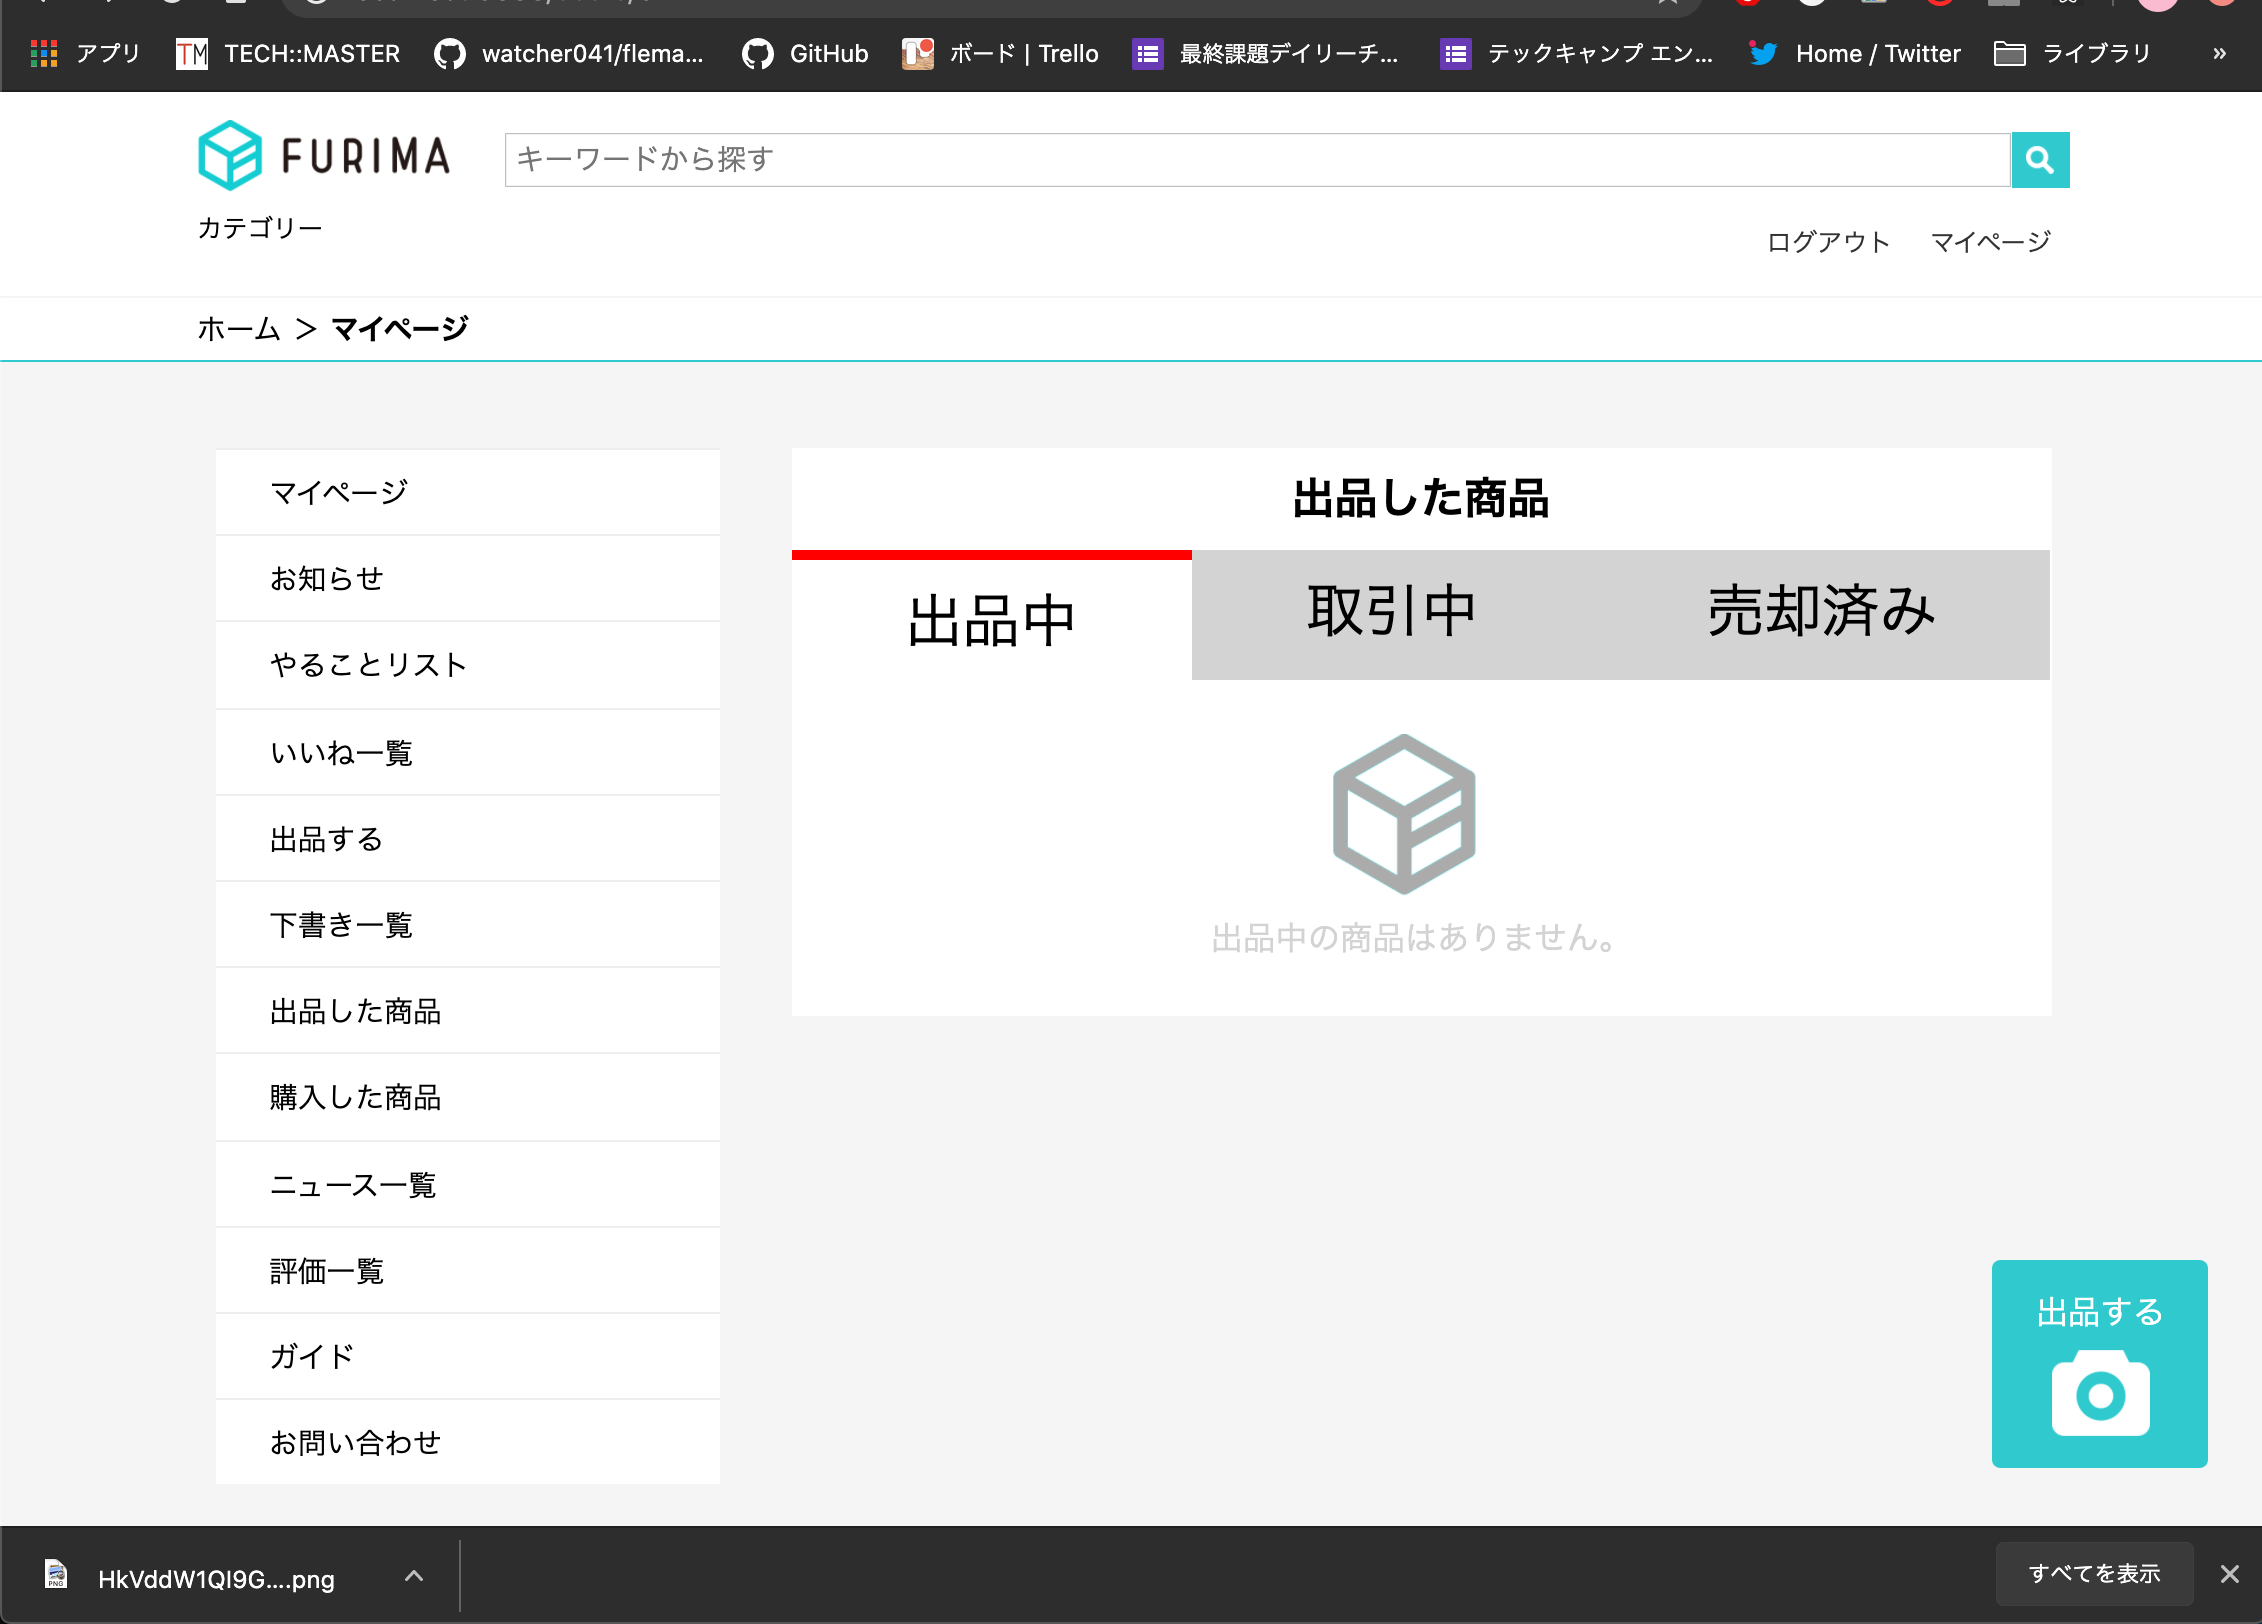 アプリ TECH::MASTER watcher041/flema... GitHub ボード | Trello 最終課題デイリーチ... テックキャンプ エン... Home / Twitter ライブラリ »
FURIMA キーワードから探す
カテゴリー ログアウト マイページ
ホーム ＞ マイページ
マイページ
お知らせ
やることリスト
いいね一覧
出品する
下書き一覧
出品した商品
購入した商品
ニュース一覧
評価一覧
ガイド
お問い合わせ
出品した商品
出品中 取引中 売却済み
出品中の商品はありません。
出品する
HkVddW1QI9G....png すべてを表示